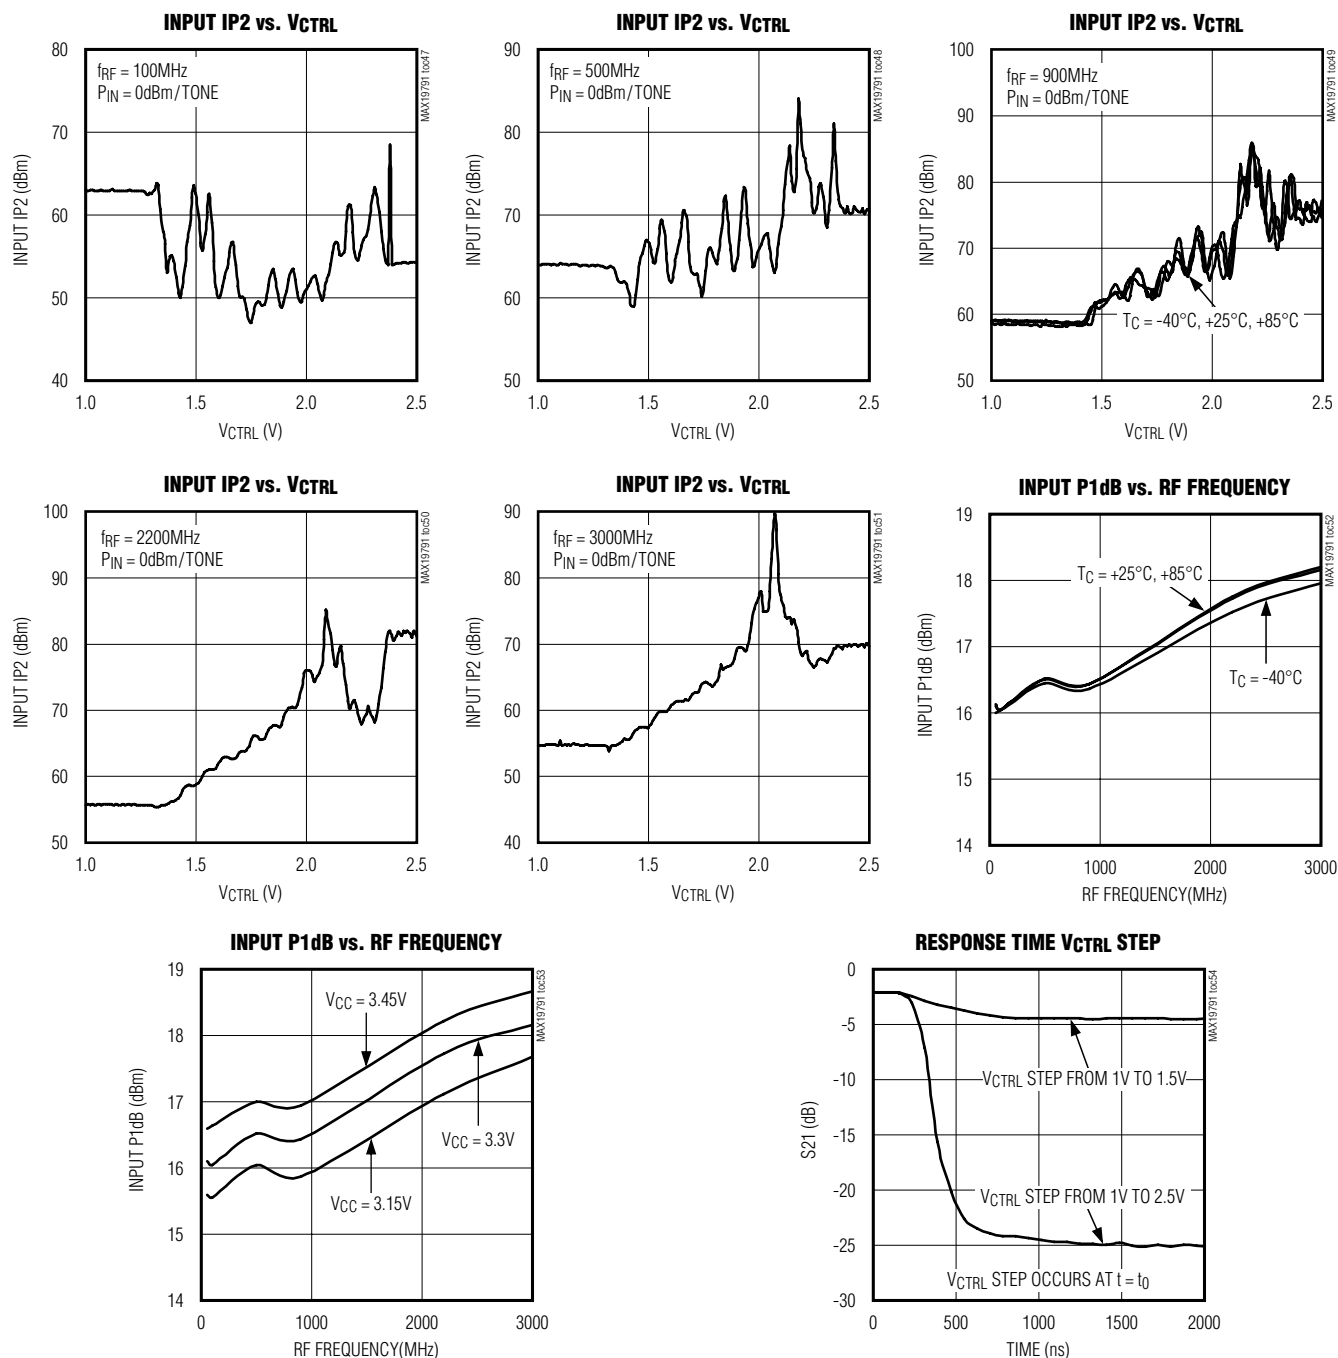 INPUT IP2 vs. VCTRL
80
70
60
50
40
INPUT IP2 (dBm)
fRF = 100MHz
PIN = 0dBm/TONE
MAX19791 toc47
1.0 1.5 2.0 2.5
VCTRL (V)
INPUT IP2 vs. VCTRL
90
80
70
60
50
INPUT IP2 (dBm)
fRF = 500MHz
PIN = 0dBm/TONE
MAX19791 toc48
1.0 1.5 2.0 2.5
VCTRL (V)
INPUT IP2 vs. VCTRL
100
90
80
70
60
50
INPUT IP2 (dBm)
fRF = 900MHz
PIN = 0dBm/TONE
TC = -40°C, +25°C, +85°C
MAX19791 toc49
1.0 1.5 2.0 2.5
VCTRL (V)
INPUT IP2 vs. VCTRL
100
90
80
70
60
50
INPUT IP2 (dBm)
fRF = 2200MHz
PIN = 0dBm/TONE
MAX19791 toc50
1.0 1.5 2.0 2.5
VCTRL (V)
INPUT IP2 vs. VCTRL
90
80
70
60
50
40
INPUT IP2 (dBm)
fRF = 3000MHz
PIN = 0dBm/TONE
MAX19791 toc51
1.0 1.5 2.0 2.5
VCTRL (V)
INPUT P1dB vs. RF FREQUENCY
19
18
17
16
15
14
INPUT P1dB (dBm)
TC = +25°C, +85°C
TC = -40°C
MAX19791 toc52
0 1000 2000 3000
RF FREQUENCY(MHz)
INPUT P1dB vs. RF FREQUENCY
19
18
17
16
15
14
INPUT P1dB (dBm)
VCC = 3.45V
VCC = 3.3V
VCC = 3.15V
MAX19791 toc53
0 1000 2000 3000
RF FREQUENCY(MHz)
RESPONSE TIME VCTRL STEP
0
-5
-10
-15
-20
-25
-30
S21 (dB)
VCTRL STEP FROM 1V TO 1.5V
VCTRL STEP FROM 1V TO 2.5V
VCTRL STEP OCCURS AT t = t0
MAX19791 toc54
0 500 1000 1500 2000
TIME (ns)